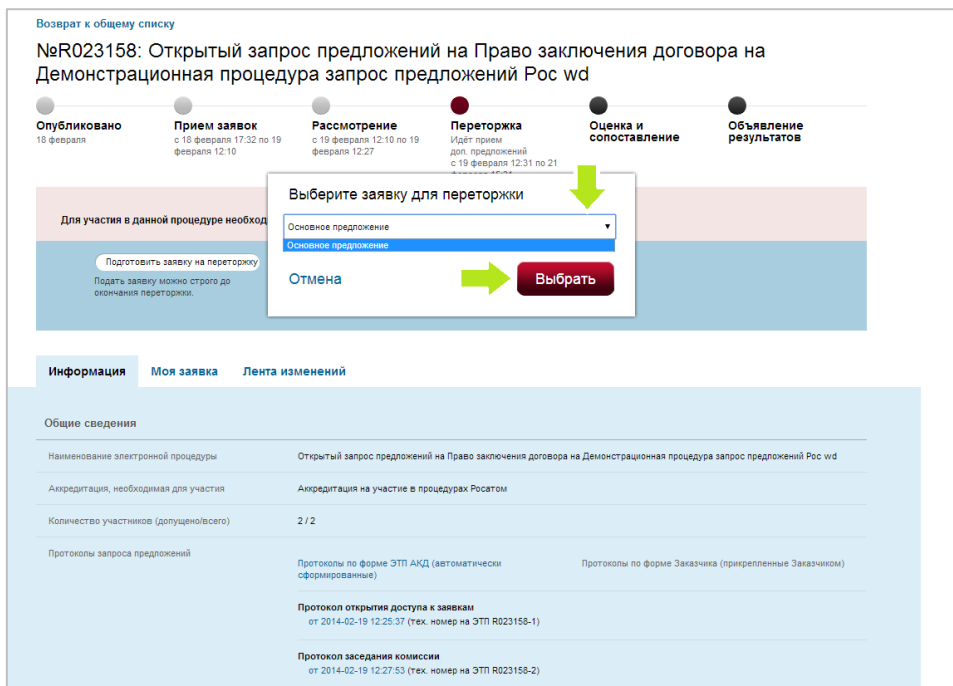 Возврат к общему списку
№R023158: Открытый запрос предложений на Право заключения договора на
Демонстрационная процедура запрос предложений Рос wd
Опубликовано
18 февраля
Прием заявок
с 18 февраля 17:32 по 19
февраля 12:10
Рассмотрение
с 19 февраля 12:10 по 19
февраля 12:27
Переторжка
Идёт прием
доп. предложений
с 19 февраля 12:31 по 21
Оценка и
сопоставление
Объявление
результатов
Для участия в данной процедуре необход
Подготовить заявку на переторжку
Подать заявку можно строго до
окончания переторжки.
Выберите заявку для переторжки
Основное предложение
Основное предложение
Отмена
Выбрать
Информация Моя заявка Лента изменений
Общие сведения
Наименование электронной процедуры Открытый запрос предложений на Право заключения договора на Демонстрационная процедура запрос предложений Рос wd
Аккредитация, необходимая для участия Аккредитация на участие в процедурах Росатом
Количество участников (допущено/всего) 2 / 2
Протоколы запроса предложений
Протоколы по форме ЭТП АКД (автоматически
сформированные)
Протоколы по форме Заказчика (прикрепленные Заказчиком)
Протокол открытия доступа к заявкам
от 2014-02-19 12:25:37 (тех. номер на ЭТП R023158-1)
Протокол заседания комиссии
от 2014-02-19 12:27:53 (тех. номер на ЭТП R023158-2)